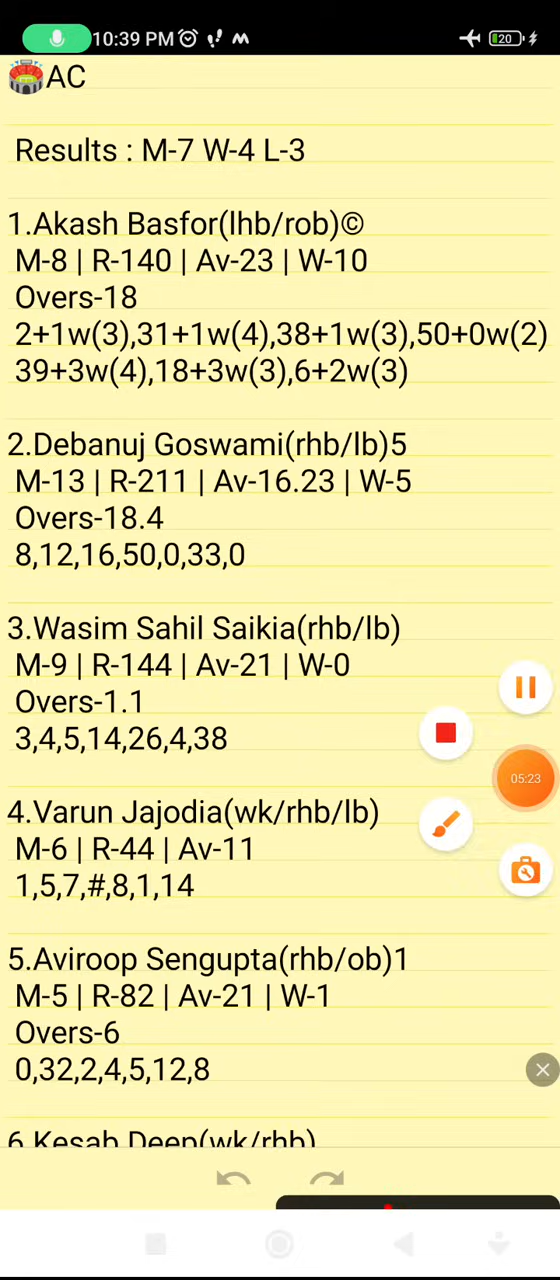 10:39 PM
20
AC
Results : M-7 W-4 L-3
1.Akash Basfor(lhb/rob)©
M-8 | R-140 | Av-23 | W-10
Overs-18
2+1w(3),31+1w(4),38+1w(3),50+0w(2)
39+3w(4),18+3w(3),6+2w(3)
2.Debanuj Goswami(rhb/lb)5
M-13 | R-211 | Av-16.23 | W-5
Overs-18.4
8,12,16,50,0,33,0
3.Wasim Sahil Saikia(rhb/lb)
M-9 | R-144 | Av-21 | W-0
Overs-1.1
3,4,5,14,26,4,38
05:23
4.Varun Jajodia(wk/rhb/lb)
M-6 | R-44 | Av-11
1,5,7,#,8,1,14
5.Aviroop Sengupta(rhb/ob)1
M-5 | R-82 | Av-21 | W-1
Overs-6
0,32,2,4,5,12,8
6.Kesab Deep(wk/rhb)